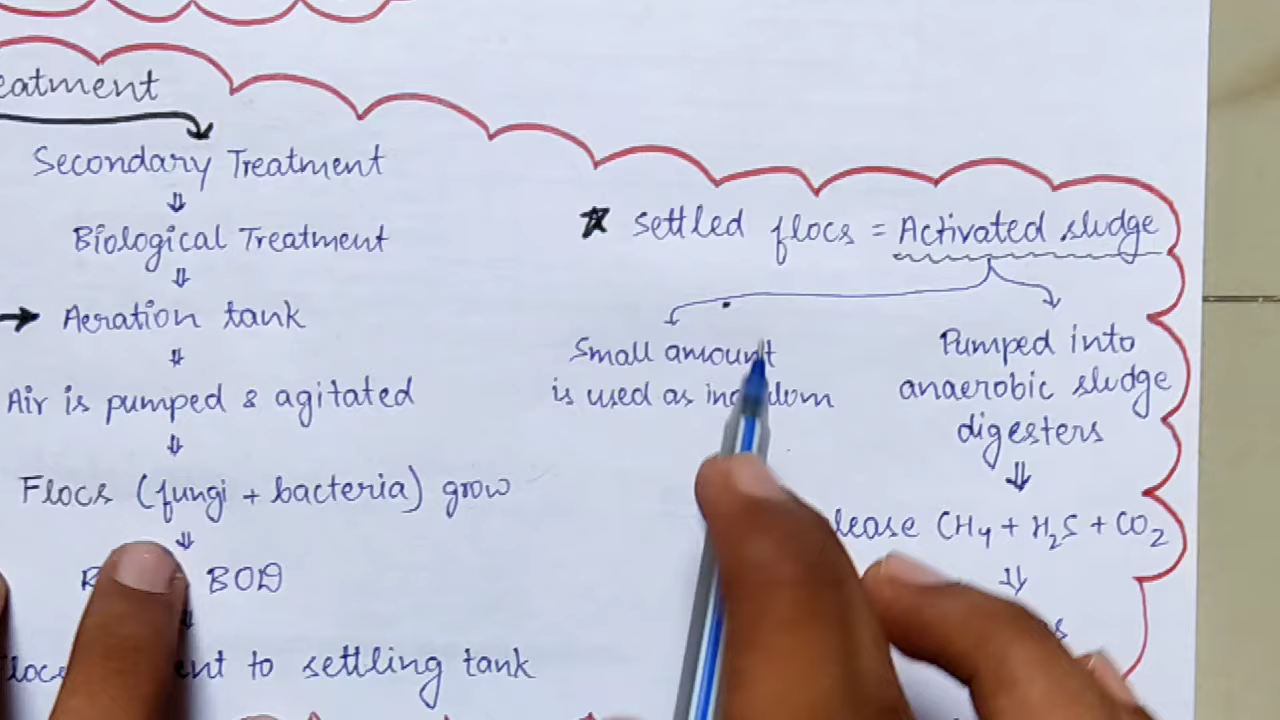 Secondary Treatment
⇓
Biological Treatment
⇓
→ Aeration tank
⇓
Air is pumped & agitated
⇓
Flocs (fungi + bacteria) grow
⇓
BOD
to settling tank
★ Settled flocs = Activated sludge
Small amount
is used as
Pumped into
anaerobic sludge
digesters
⇓
CH4 + H2S + CO2
⇓